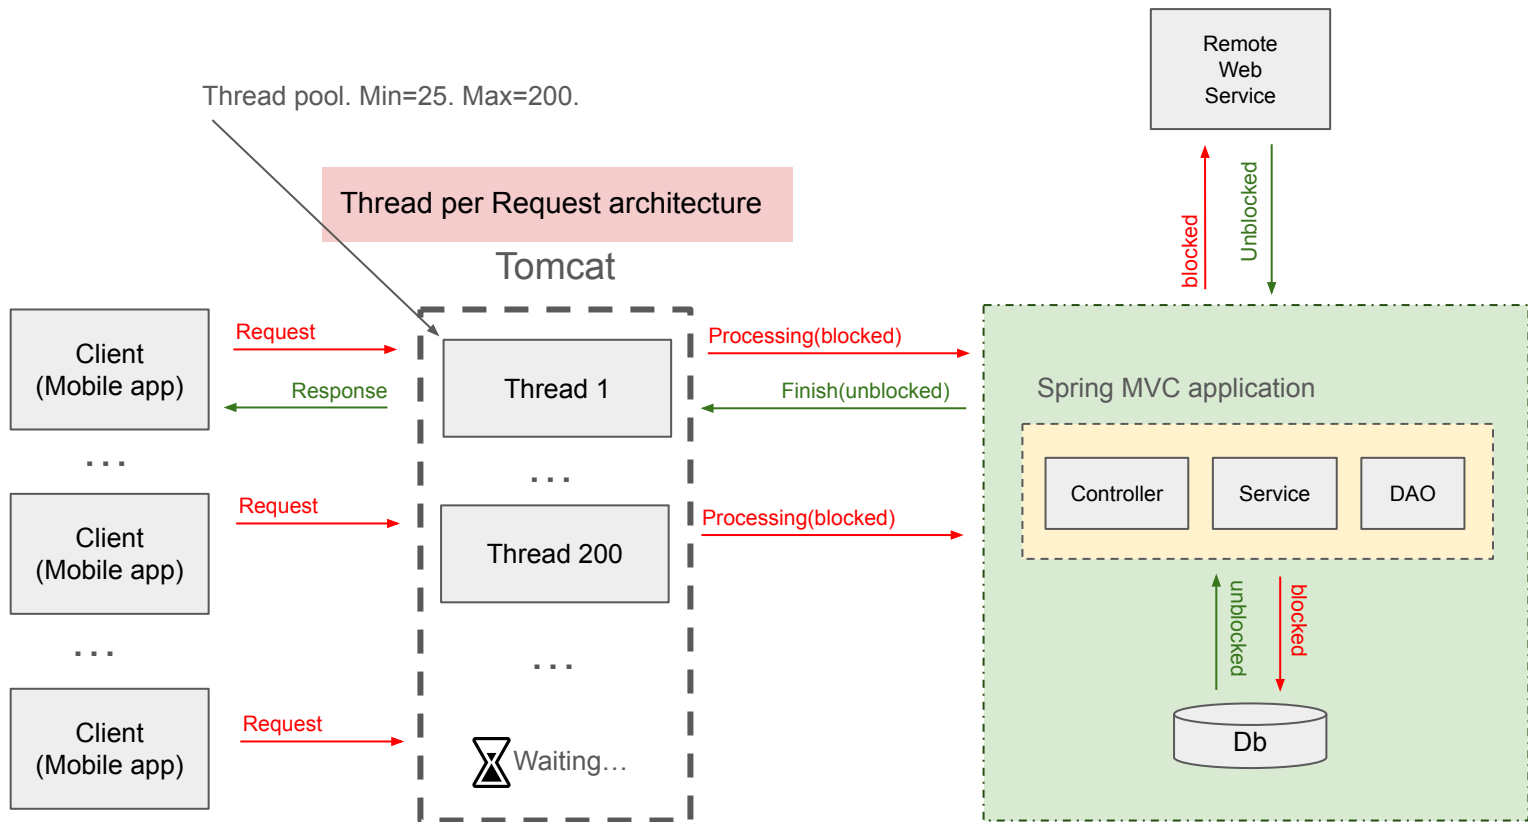 Remote
Web
Service
Thread pool. Min=25. Max=200.
Thread per Request architecture
Tomcat
blocked
Unblocked
Client
(Mobile app)
Request
Response
Thread 1
Processing(blocked)
Finish(unblocked)
Spring MVC application
...
...
Controller
Service
DAO
Client
(Mobile app)
Request
Thread 200
Processing(blocked)
unblocked
blocked
...
...
Client
(Mobile app)
Request
Waiting…
Db